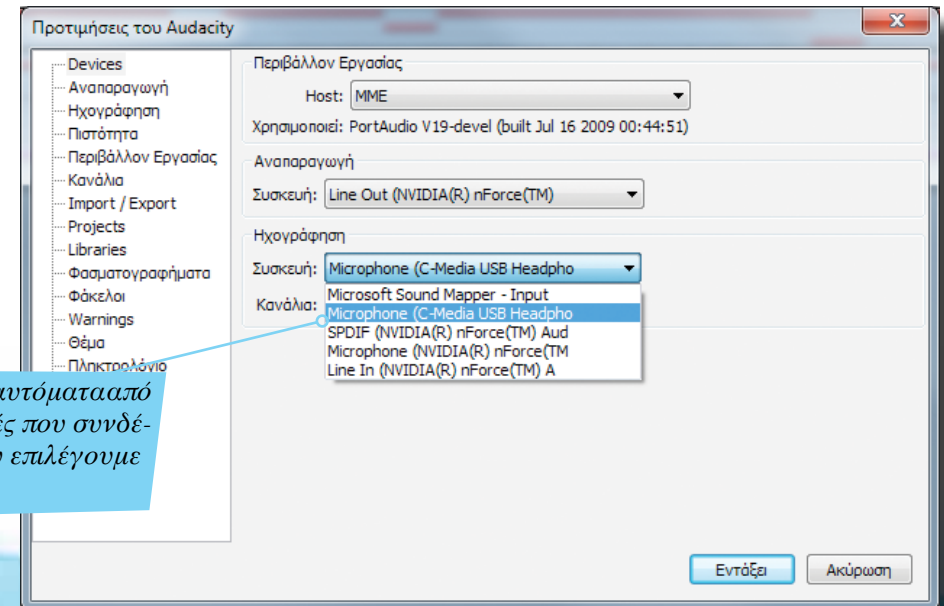 Προτιμήσεις του Audacity
Devices
Αναπαραγωγή
Ηχογράφηση
Πιστότητα
Περιβάλλον Εργασίας
Κανάλια
Import / Export
Projects
Libraries
Φασματογραφήματα
Φάκελοι
Warnings
Θέμα
Πληκτρολόγιο
Περιβάλλον Εργασίας
Host: MME
Χρησιμοποιεί: PortAudio V19-devel (built Jul 16 2009 00:44:51)
Αναπαραγωγή
Συσκευή: Line Out (NVIDIA(R) nForce(TM)
Ηχογράφηση
Συσκευή: Microphone (C-Media USB Headpho
Κανάλια:
Microsoft Sound Mapper - Input
Microphone (C-Media USB Headpho
SPDIF (NVIDIA(R) nForce(TM) Aud
Microphone (NVIDIA(R) nForce(TM
Line In (NVIDIA(R) nForce(TM) A
αυτόματααπό
ές που συνδέ-
επιλέγουμε
Εντάξει
Ακύρωση